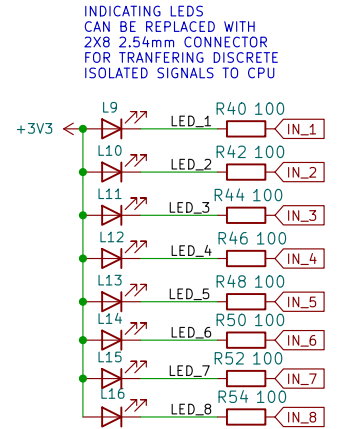 INDICATING LEDS
CAN BE REPLACED WITH
2X8 2.54mm CONNECTOR
FOR TRANFERING DISCRETE
ISOLATED SIGNALS TO CPU
+3V3
L9 LED_1 R40 100 IN_1
L10 LED_2 R42 100 IN_2
L11 LED_3 R44 100 IN_3
L12 LED_4 R46 100 IN_4
L13 LED_5 R48 100 IN_5
L14 LED_6 R50 100 IN_6
L15 LED_7 R52 100 IN_7
L16 LED_8 R54 100 IN_8